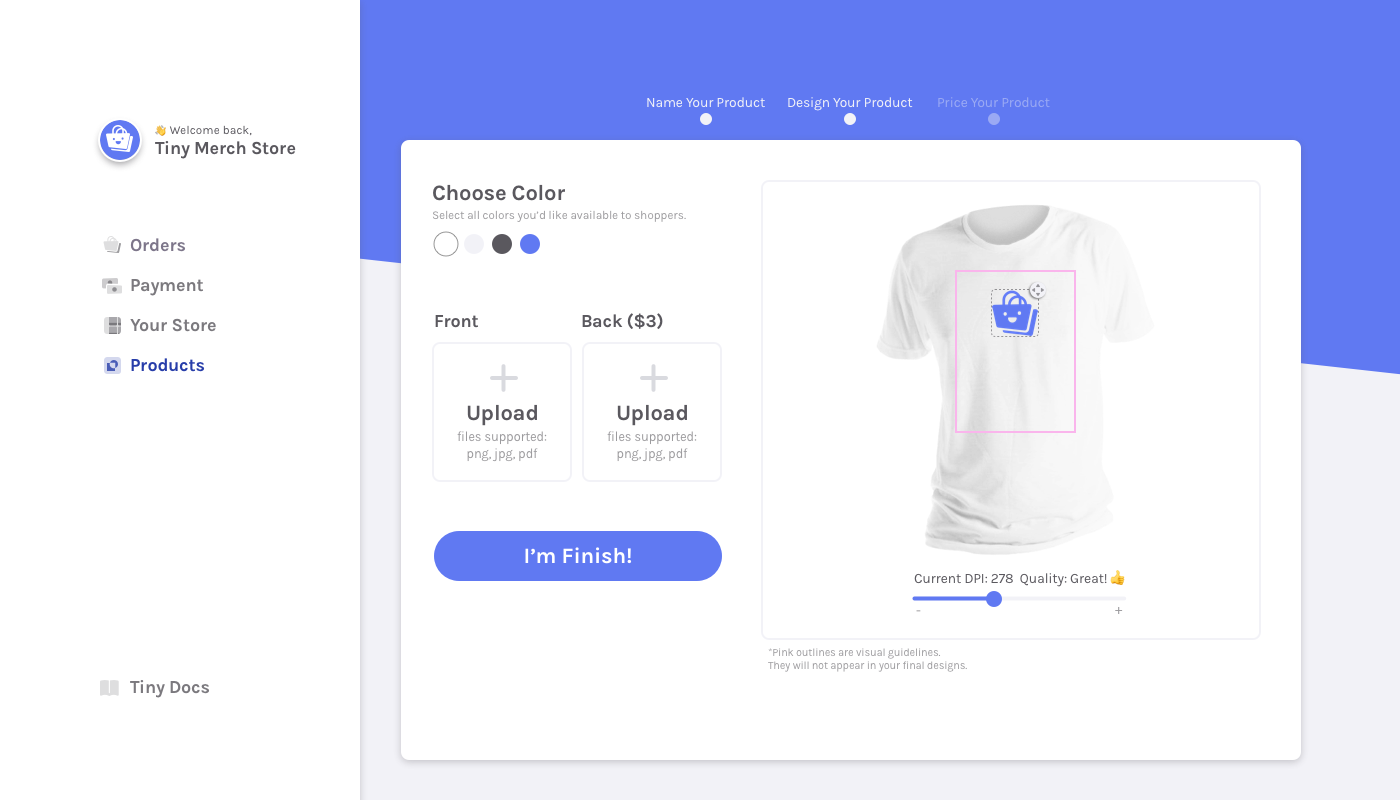 👋 Welcome back,
Tiny Merch Store
Orders
Payment
Your Store
Products
Tiny Docs
Name Your Product
Design Your Product
Price Your Product
Choose Color
Select all colors you'd like available to shoppers.
Front
Back ($3)
Upload
files supported:
png, jpg, pdf
Upload
files supported:
png, jpg, pdf
I'm Finish!
Current DPI: 278 Quality: Great! 👍
- +
*Pink outlines are visual guidelines.
They will not appear in your final designs.